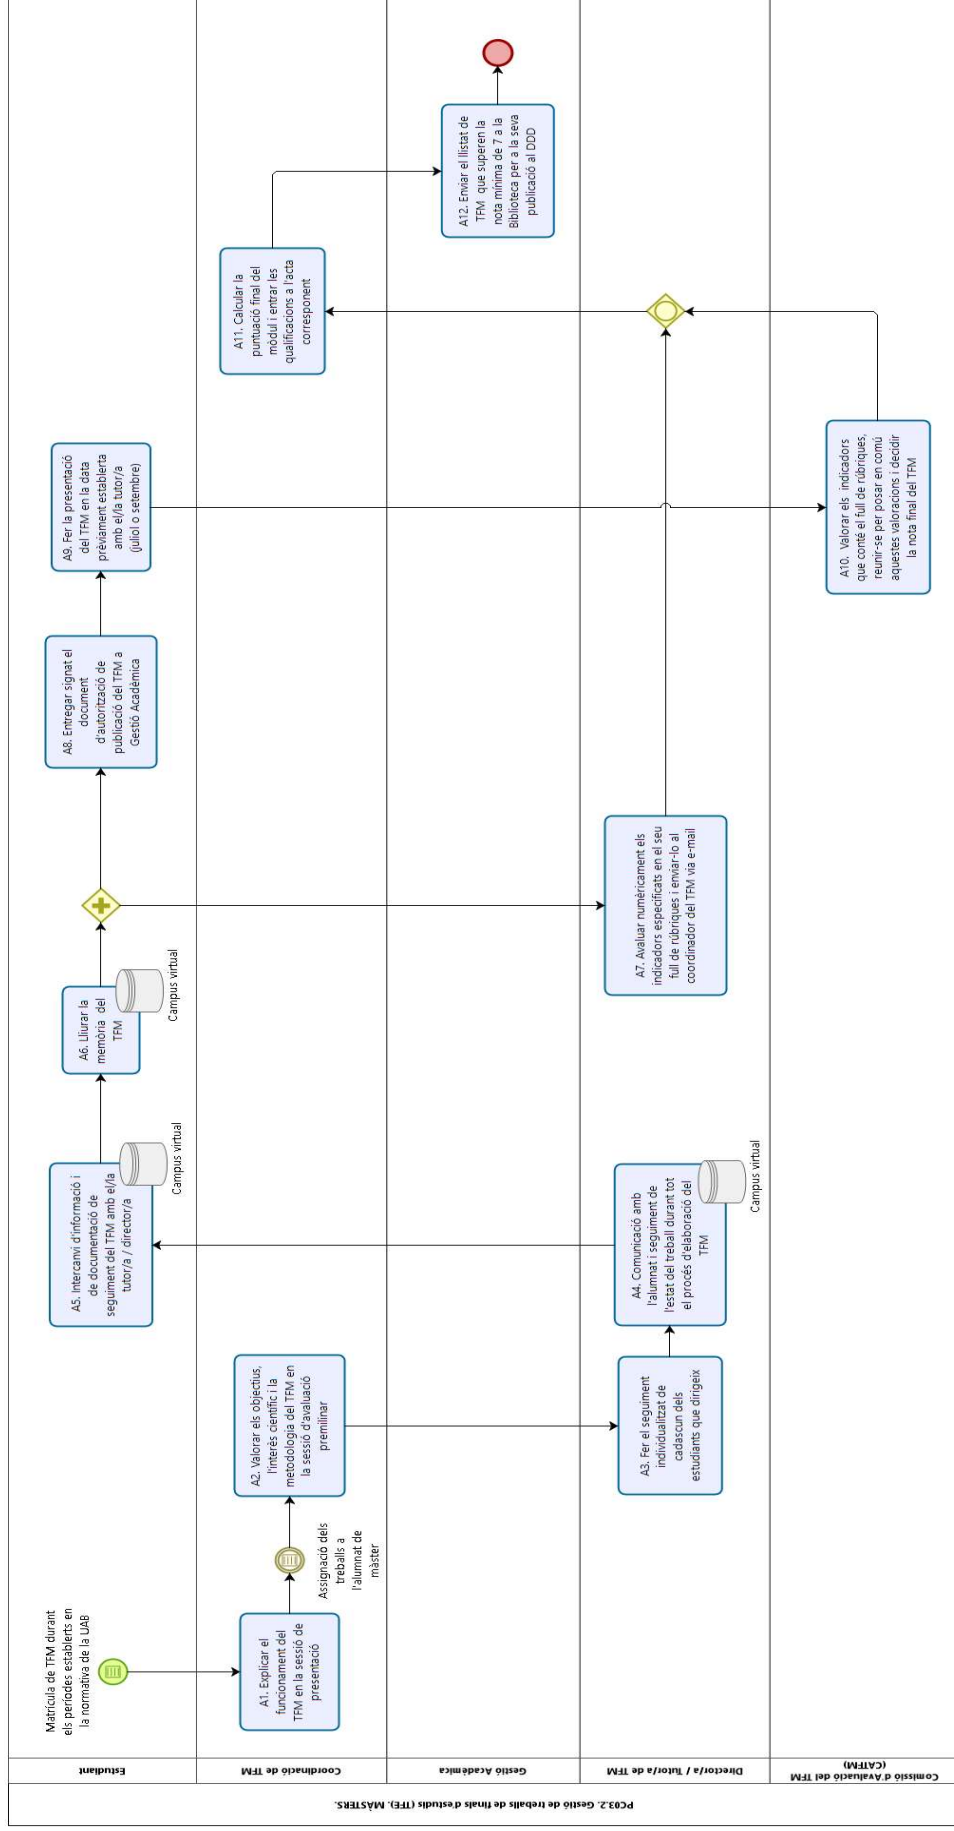 PC03.2. Gestió de treballs de finals d'estudis (TFE). MÀSTERS.
Estudiant
Coordinació de TFM
Gestió Acadèmica
Director/a / Tutor/a de TFM
Comissió d'Avaluació del TFM
(CATFM)
Matrícula de TFM durant
els períodes establerts en
la normativa de la UAB
A1. Explicar el
funcionament del
TFM en la sessió de
presentació
Assignació dels
treballs a
l'alumnat de
màster
A2. Valorar els objectius,
l'interès científic i la
metodologia del TFM en
la sessió d'avaluació
premilinar
A3. Fer el seguiment
individualitzat de
cadascun dels
estudiants que dirigeix
A4. Comunicació amb
l'alumnat i seguiment de
l'estat del treball durant tot
el procés d'elaboració del
TFM
Campus virtual
A5. Intercanvi d'informació i
de documentació de
seguiment del TFM amb el/la
tutor/a / director/a
Campus virtual
A6. Lliurar la
memòria del
TFM
Campus virtual
A7. Avaluar numèricament els
indicadors especificats en el seu
full de rúbriques i enviar-lo al
coordinador del TFM via e-mail
A8. Entregar signat el
document
d'autorització de
publicació del TFM a
Gestió Acadèmica
A9. Fer la presentació
del TFM en la data
prèviament establerta
amb el/la tutor/a
(juliol o setembre)
A10. Valorar els indicadors
que conté el full de rúbriques,
reunir-se per posar en comú
aquestes valoracions i decidir
la nota final del TFM
A11. Calcular la
puntuació final del
mòdul i entrar les
qualificacions a l'acta
corresponent
A12. Enviar el llistat de
TFM que superen la
nota mínima de 7 a la
Biblioteca per a la seva
publicació al DDD